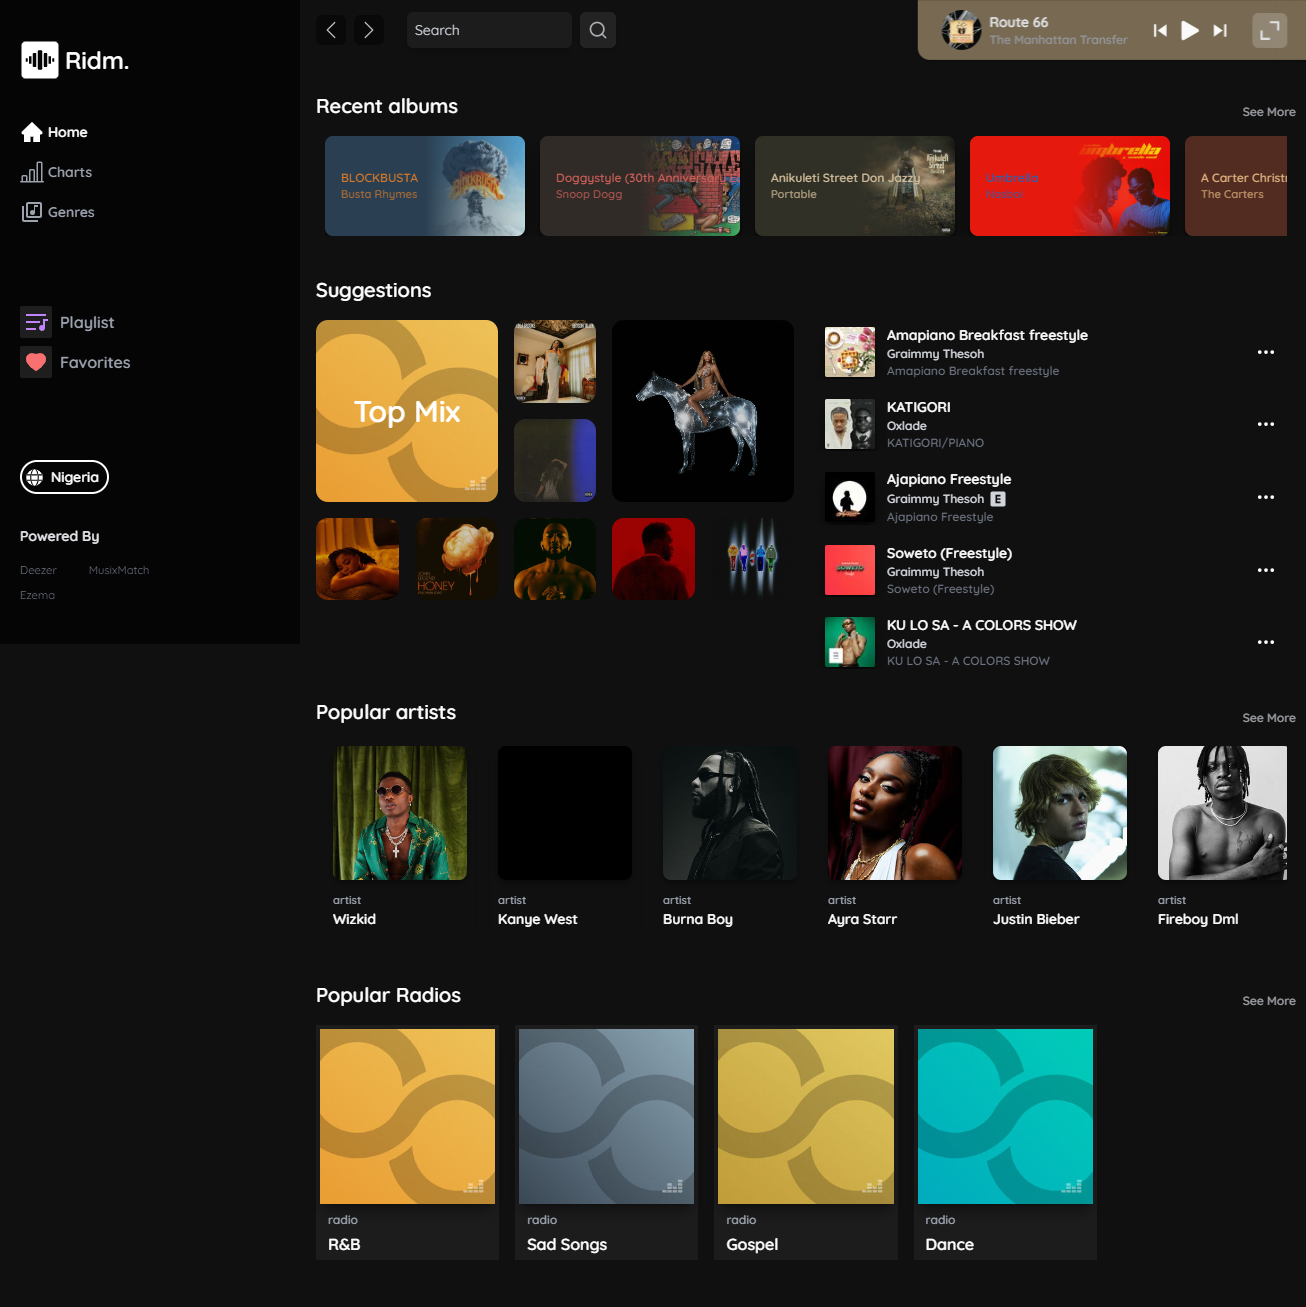 Ridm.
Home
Charts
Genres
Playlist
Favorites
Nigeria
Powered By
Deezer MusixMatch
Ezema
Search
Route 66
The Manhattan Transfer
Recent albums
See More
BLOCKBUSTA
Busta Rhymes
Doggystyle (30th Anniversary
Snoop Dogg
Anikuleti Street Don Jazzy
Portable
Umbrella
umbrella
A Carter Christ
The Carters
Suggestions
Top Mix
JOHN
LEGEND
HONEY
Amapiano Breakfast freestyle
Graimmy Thesoh
Amapiano Breakfast freestyle
KATIGORI
Oxlade
KATIGORI/PIANO
Ajapiano Freestyle
Graimmy Thesoh E
Ajapiano Freestyle
Soweto (Freestyle)
Graimmy Thesoh
Soweto (Freestyle)
SOWETO
KU LO SA - A COLORS SHOW
Oxlade
KU LO SA - A COLORS SHOW
Popular artists
See More
artist
Wizkid
artist
Kanye West
artist
Burna Boy
artist
Ayra Starr
artist
Justin Bieber
artist
Fireboy Dml
Popular Radios
See More
radio
R&B
radio
Sad Songs
radio
Gospel
radio
Dance